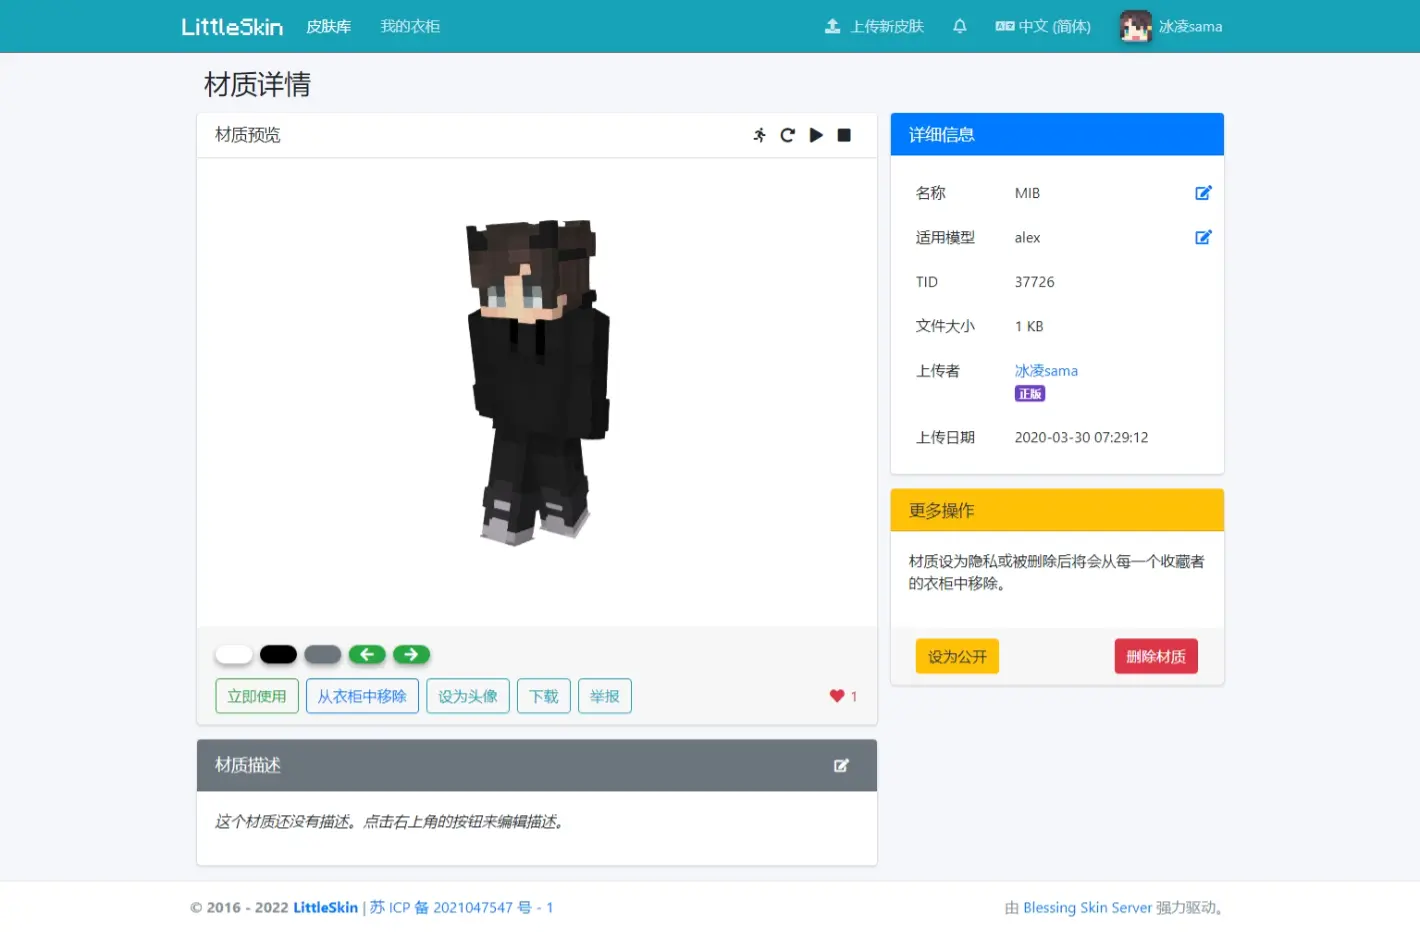 LittleSkin 皮肤库 我的衣柜 上传新皮肤 中文 (简体) 冰凌sama
材质详情
材质预览
立即使用 从衣柜中移除 设为头像 下载 举报 1
材质描述
这个材质还没有描述。点击右上角的按钮来编辑描述。
详细信息
名称 MIB
适用模型 alex
TID 37726
文件大小 1 KB
上传者 冰凌sama
正版
上传日期 2020-03-30 07:29:12
更多操作
材质设为隐私或被删除后将会从每一个收藏者
的衣柜中移除。
设为公开 删除材质
© 2016 - 2022 LittleSkin | 苏 ICP 备 2021047547 号 - 1
由 Blessing Skin Server 强力驱动。